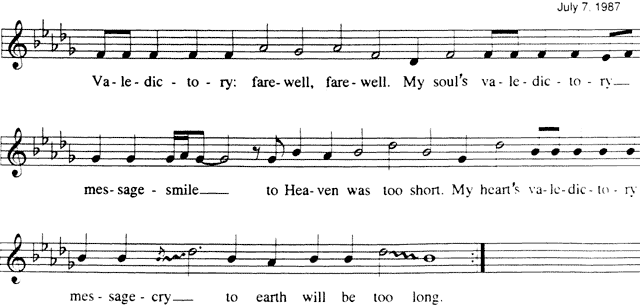 July 7, 1987
Va - le - dic - to - ry: fare - well, fare - well. My soul's va - le - dic - to - ry
mes - sage - smile to Hea - ven was too short. My heart's va - le - dic - to - ry
mes - sage - cry to earth will be too long.